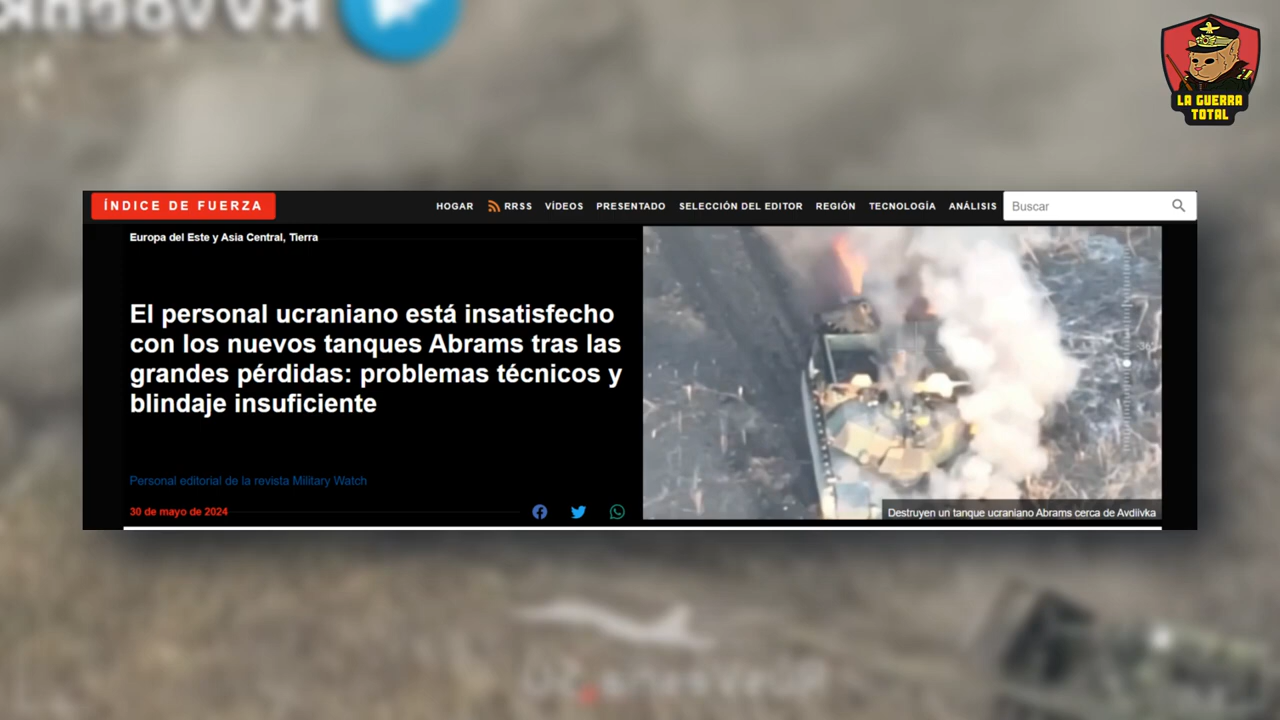 LA GUERRA
TOTAL
ÍNDICE DE FUERZA
HOGAR RRSS VÍDEOS PRESENTADO SELECCIÓN DEL EDITOR REGIÓN TECNOLOGÍA ANÁLISIS Buscar
Europa del Este y Asia Central, Tierra
El personal ucraniano está insatisfecho
con los nuevos tanques Abrams tras las
grandes pérdidas: problemas técnicos y
blindaje insuficiente
Personal editorial de la revista Military Watch
30 de mayo de 2024
Destruyen un tanque ucraniano Abrams cerca de Avdiivka